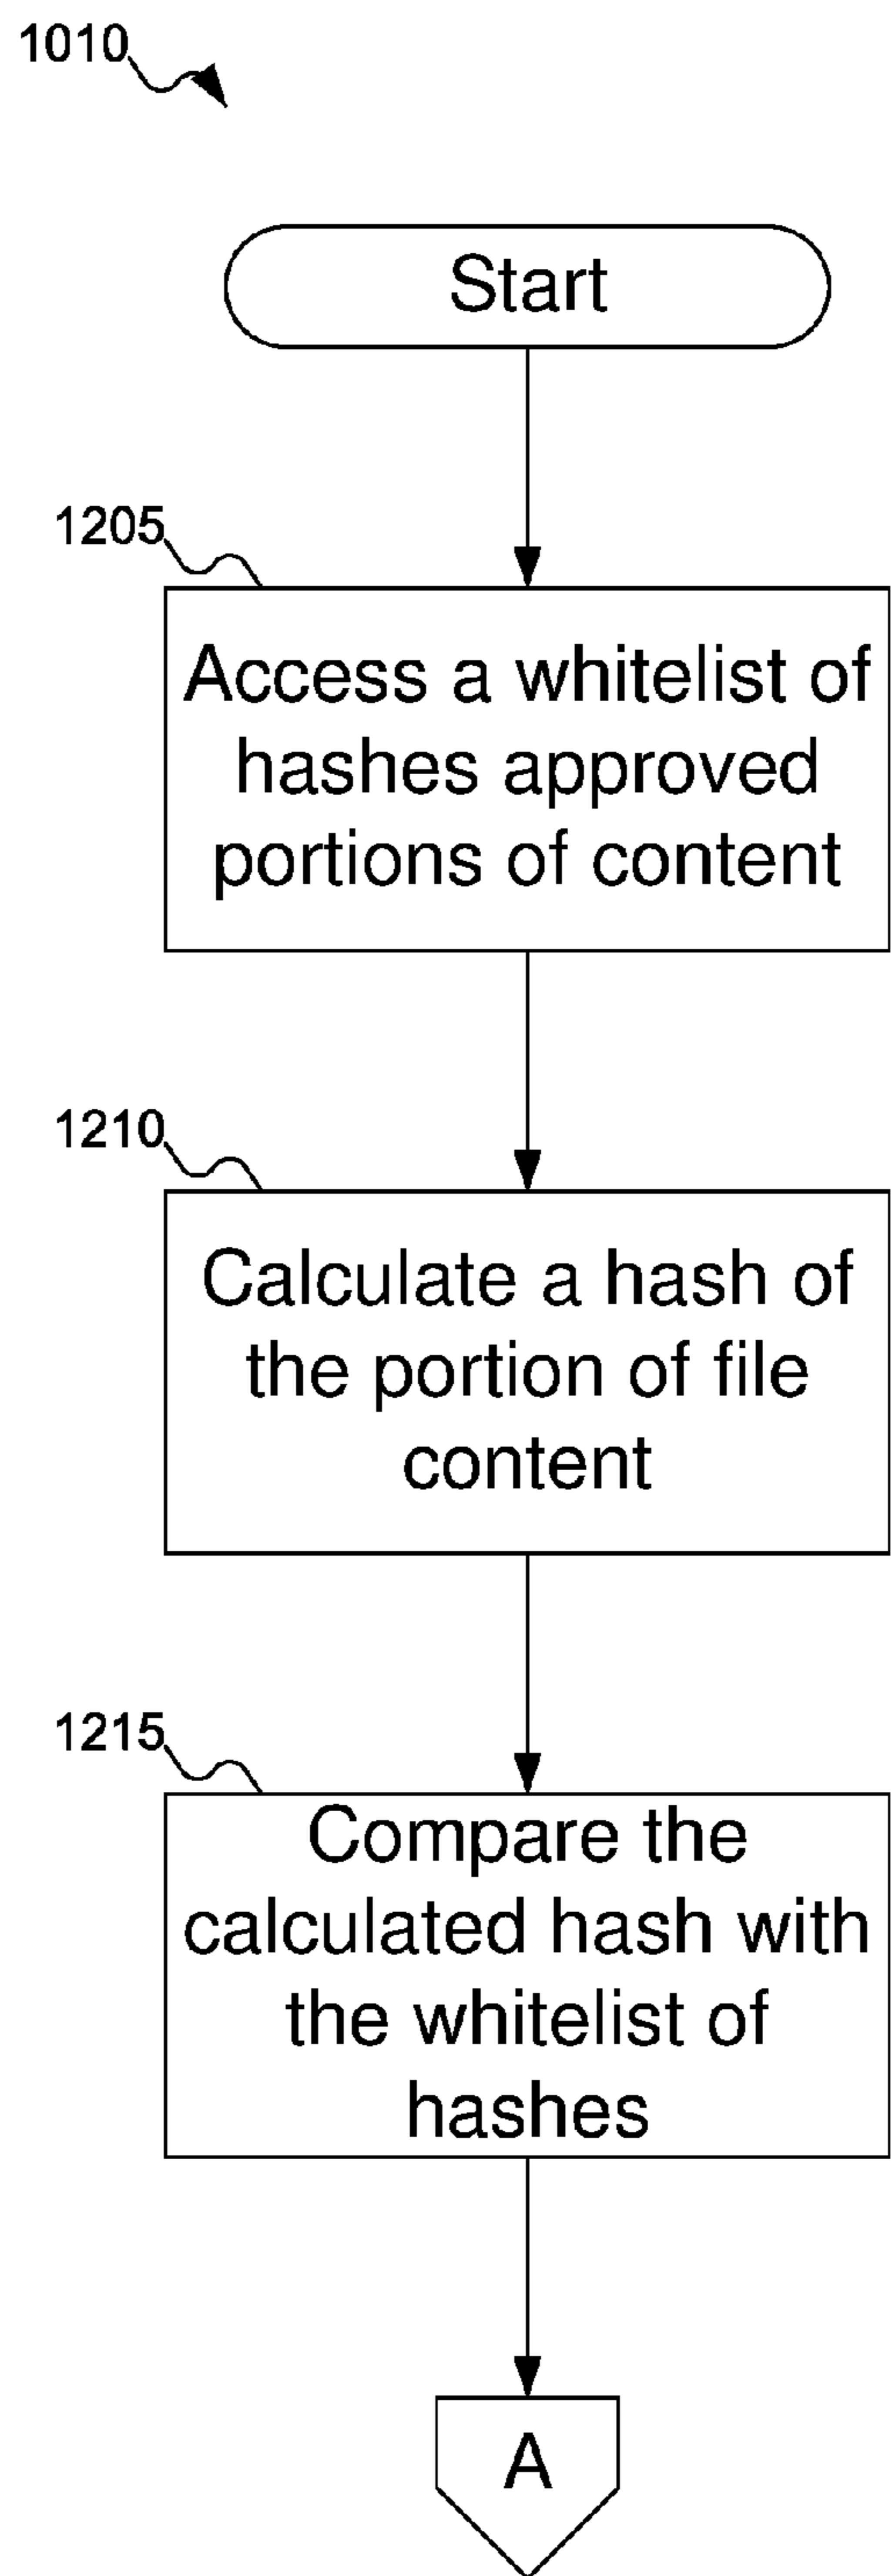 1010
Start
1205
Access a whitelist of
hashes approved
portions of content
1210
Calculate a hash of
the portion of file
content
1215
Compare the
calculated hash with
the whitelist of
hashes
A